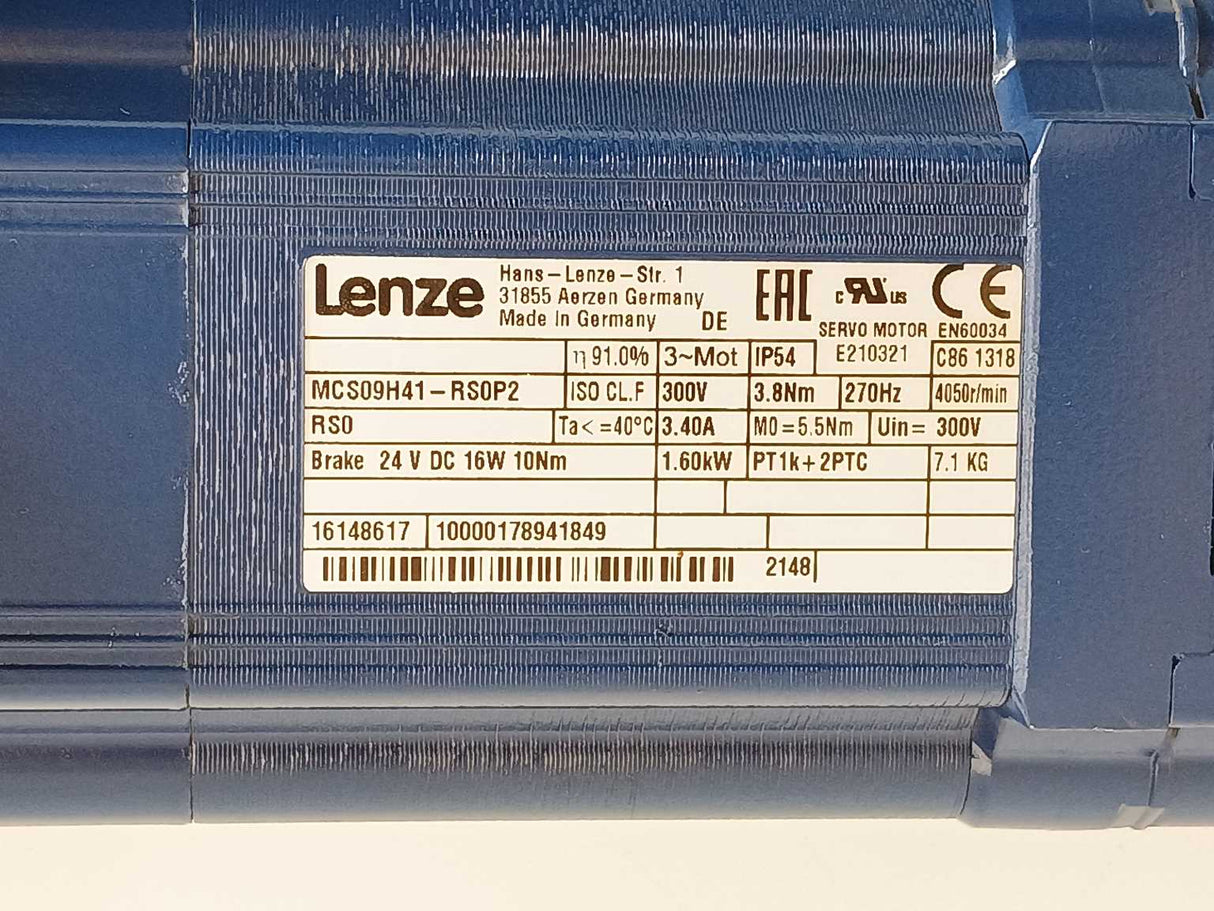 Lenze
Hans-Lenze-Str. 1
31855 Aerzen Germany
Made In Germany DE
EAC
c RU us
CE
SERVO MOTOR EN60034
η 91.0% 3~Mot IP54 E210321 C86 1318
MCS09H41-RS0P2 ISO CL.F 300V 3.8Nm 270Hz 4050r/min
RS0 Ta<=40°C 3.40A M0=5.5Nm Uin= 300V
Brake 24 V DC 16W 10Nm 1.60kW PT1k+2PTC 7.1 KG
16148617 10000178941849
2148